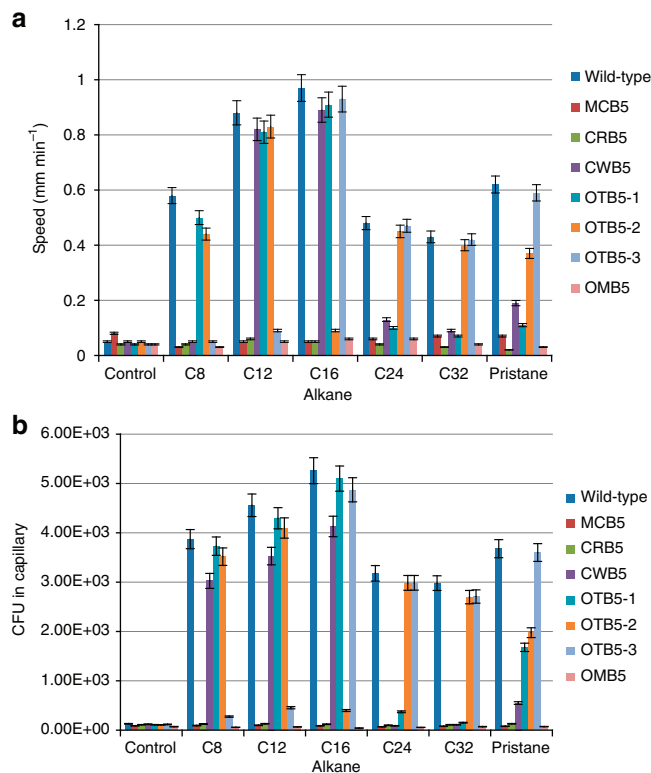 a
1.2
1
0.8
0.6
0.4
0.2
0
Speed (mm min⁻¹)
Control C8 C12 C16 C24 C32 Pristane
Alkane
Wild-type
MCB5
CRB5
CWB5
OTB5-1
OTB5-2
OTB5-3
OMB5
b
6.00E+03
5.00E+03
4.00E+03
3.00E+03
2.00E+03
1.00E+03
0.00E+00
CFU in capillary
Control C8 C12 C16 C24 C32 Pristane
Alkane
Wild-type
MCB5
CRB5
CWB5
OTB5-1
OTB5-2
OTB5-3
OMB5